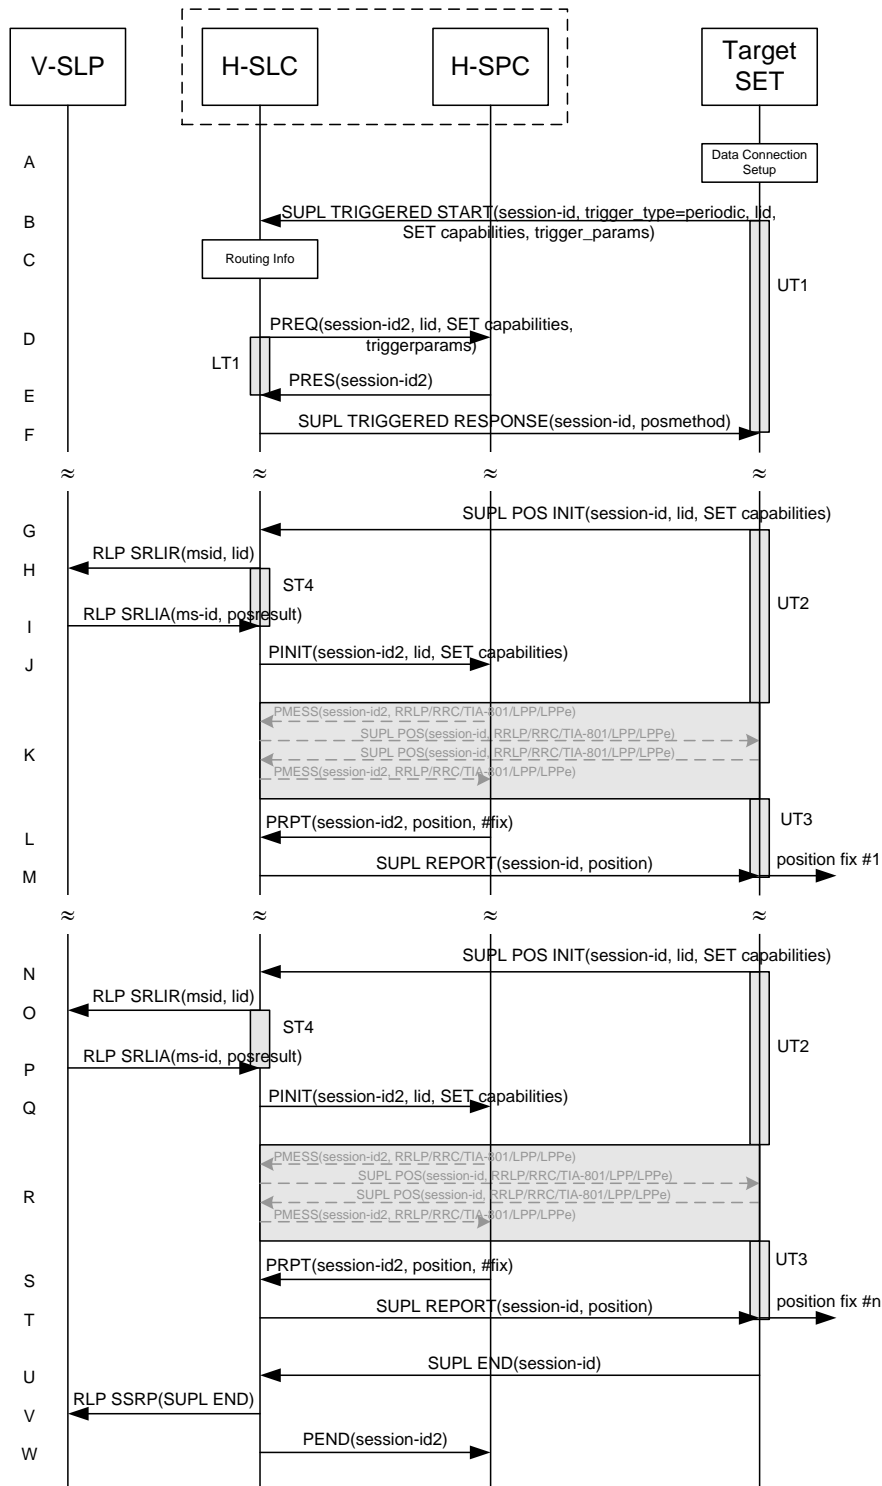 V-SLP
H-SLC
H-SPC
Target
SET
A
Data Connection
Setup
B
SUPL TRIGGERED START(session-id, trigger_type=periodic, lid,
SET capabilities, trigger_params)
C
Routing Info
UT1
D
PREQ(session-id2, lid, SET capabilities,
triggerparams)
LT1
E
PRES(session-id2)
F
SUPL TRIGGERED RESPONSE(session-id, posmethod)
≈ ≈ ≈ ≈
G
SUPL POS INIT(session-id, lid, SET capabilities)
H
RLP SRLIR(msid, lid)
ST4
UT2
I
RLP SRLIA(ms-id, posresult)
J
PINIT(session-id2, lid, SET capabilities)
PMESS(session-id2, RRLP/RRC/TIA-801/LPP/LPPe)
SUPL POS(session-id, RRLP/RRC/TIA-801/LPP/LPPe)
K
SUPL POS(session-id, RRLP/RRC/TIA-801/LPP/LPPe)
PMESS(session-id2, RRLP/RRC/TIA-801/LPP/LPPe)
UT3
L
PRPT(session-id2, position, #fix)
M
SUPL REPORT(session-id, position)
position fix #1
≈ ≈ ≈ ≈
N
SUPL POS INIT(session-id, lid, SET capabilities)
O
RLP SRLIR(msid, lid)
ST4
UT2
P
RLP SRLIA(ms-id, posresult)
Q
PINIT(session-id2, lid, SET capabilities)
PMESS(session-id2, RRLP/RRC/TIA-801/LPP/LPPe)
SUPL POS(session-id, RRLP/RRC/TIA-801/LPP/LPPe)
R
SUPL POS(session-id, RRLP/RRC/TIA-801/LPP/LPPe)
PMESS(session-id2, RRLP/RRC/TIA-801/LPP/LPPe)
UT3
S
PRPT(session-id2, position, #fix)
T
SUPL REPORT(session-id, position)
position fix #n
U
SUPL END(session-id)
V
RLP SSRP(SUPL END)
W
PEND(session-id2)